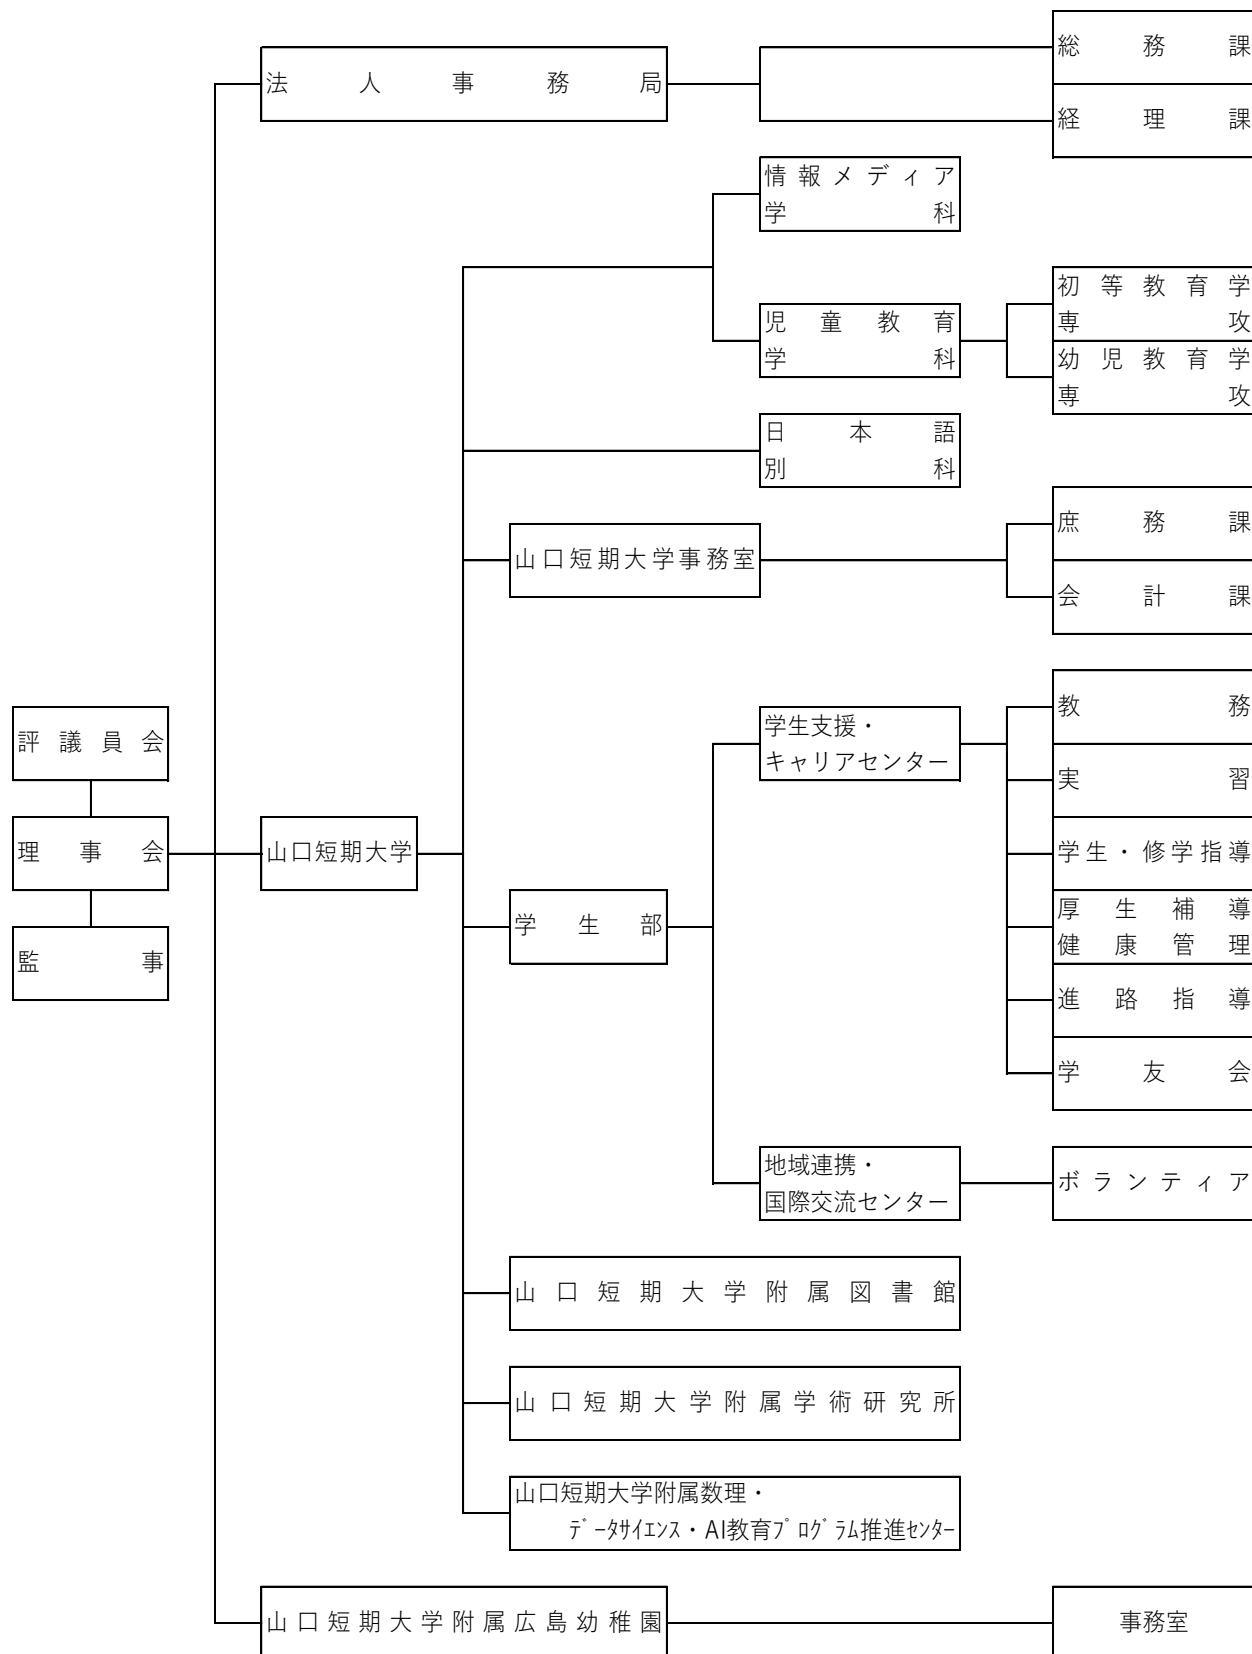 総務課
法人事務局
経理課
情報メディア
学科
初等教育学
専攻
児童教育
学科
幼児教育学
専攻
日本語
別科
庶務課
山口短期大学事務室
会計課
評議員会
理事会
監事
山口短期大学
学生部
学生支援・
キャリアセンター
教務
実習
学生・修学指導
厚生補導
健康管理
進路指導
学友会
地域連携・
国際交流センター
ボランティア
山口短期大学附属図書館
山口短期大学附属学術研究所
山口短期大学附属数理・
ﾃﾞｰﾀｻｲｴﾝｽ・AI教育ﾌﾟﾛｸﾞﾗﾑ推進ｾﾝﾀｰ
山口短期大学附属広島幼稚園
事務室